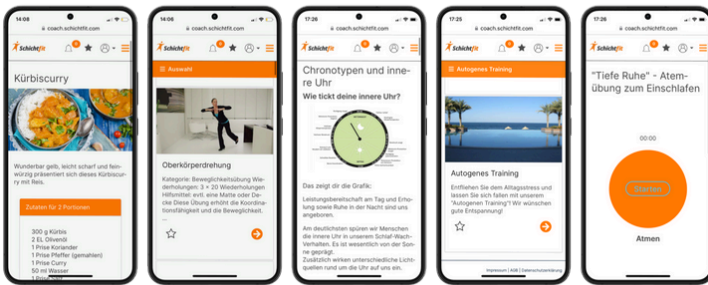 14:08
coach.schichtfit.com
Schichtfit
0
Kürbiscurry
Wunderbar gelb, leicht scharf und fein-
würzig präsentiert sich dieses Kürbiscur-
ry mit Reis.
Zutaten für 2 Portionen
300 g Kürbis
2 EL Olivenöl
1 Prise Koriander
1 Prise Pfeffer (gemahlen)
1 Prise Curry
50 ml Wasser
1 Prise Salz
14:08
coach.schichtfit.com
Schichtfit
0
Auswahl
Oberkörperdrehung
Kategorie: Beweglichkeitsübung Wie-
derholungen: 3 x 20 Wiederholungen
Hilfsmittel: evtl. eine Matte oder De-
cke Diese Übung erhöht die Koordina-
tionsfähigkeit und die Beweglichkeit.
...
17:26
coach.schichtfit.com
Schichtfit
0
Chronotypen und inne-
re Uhr
Wie tickt deine innere Uhr?
Das zeigt dir die Grafik:
Leistungsbereitschaft am Tag und Erho-
lung sowie Ruhe in der Nacht sind uns
angeboren.
Am deutlichsten spüren wir Menschen
die innere Uhr in unserem Schlaf-Wach-
Verhalten. Es ist wesentlich von der Son-
ne geprägt.
Zusätzlich wirken unterschiedliche Licht-
quellen rund um die Uhr auf uns ein.
17:25
coach.schichtfit.com
Schichtfit
0
Autogenes Training
Autogenes Training
Entfliehen Sie dem Alltagsstress und
lassen Sie sich fallen mit unserem
"Autogenen Training"! Wir wünschen
gute Entspannung!
Impressum | AGB | Datenschutzerklärung
17:26
coach.schichtfit.com
Schichtfit
0
"Tiefe Ruhe" - Atem-
übung zum Einschlafen
00:00
Starten
Atmen